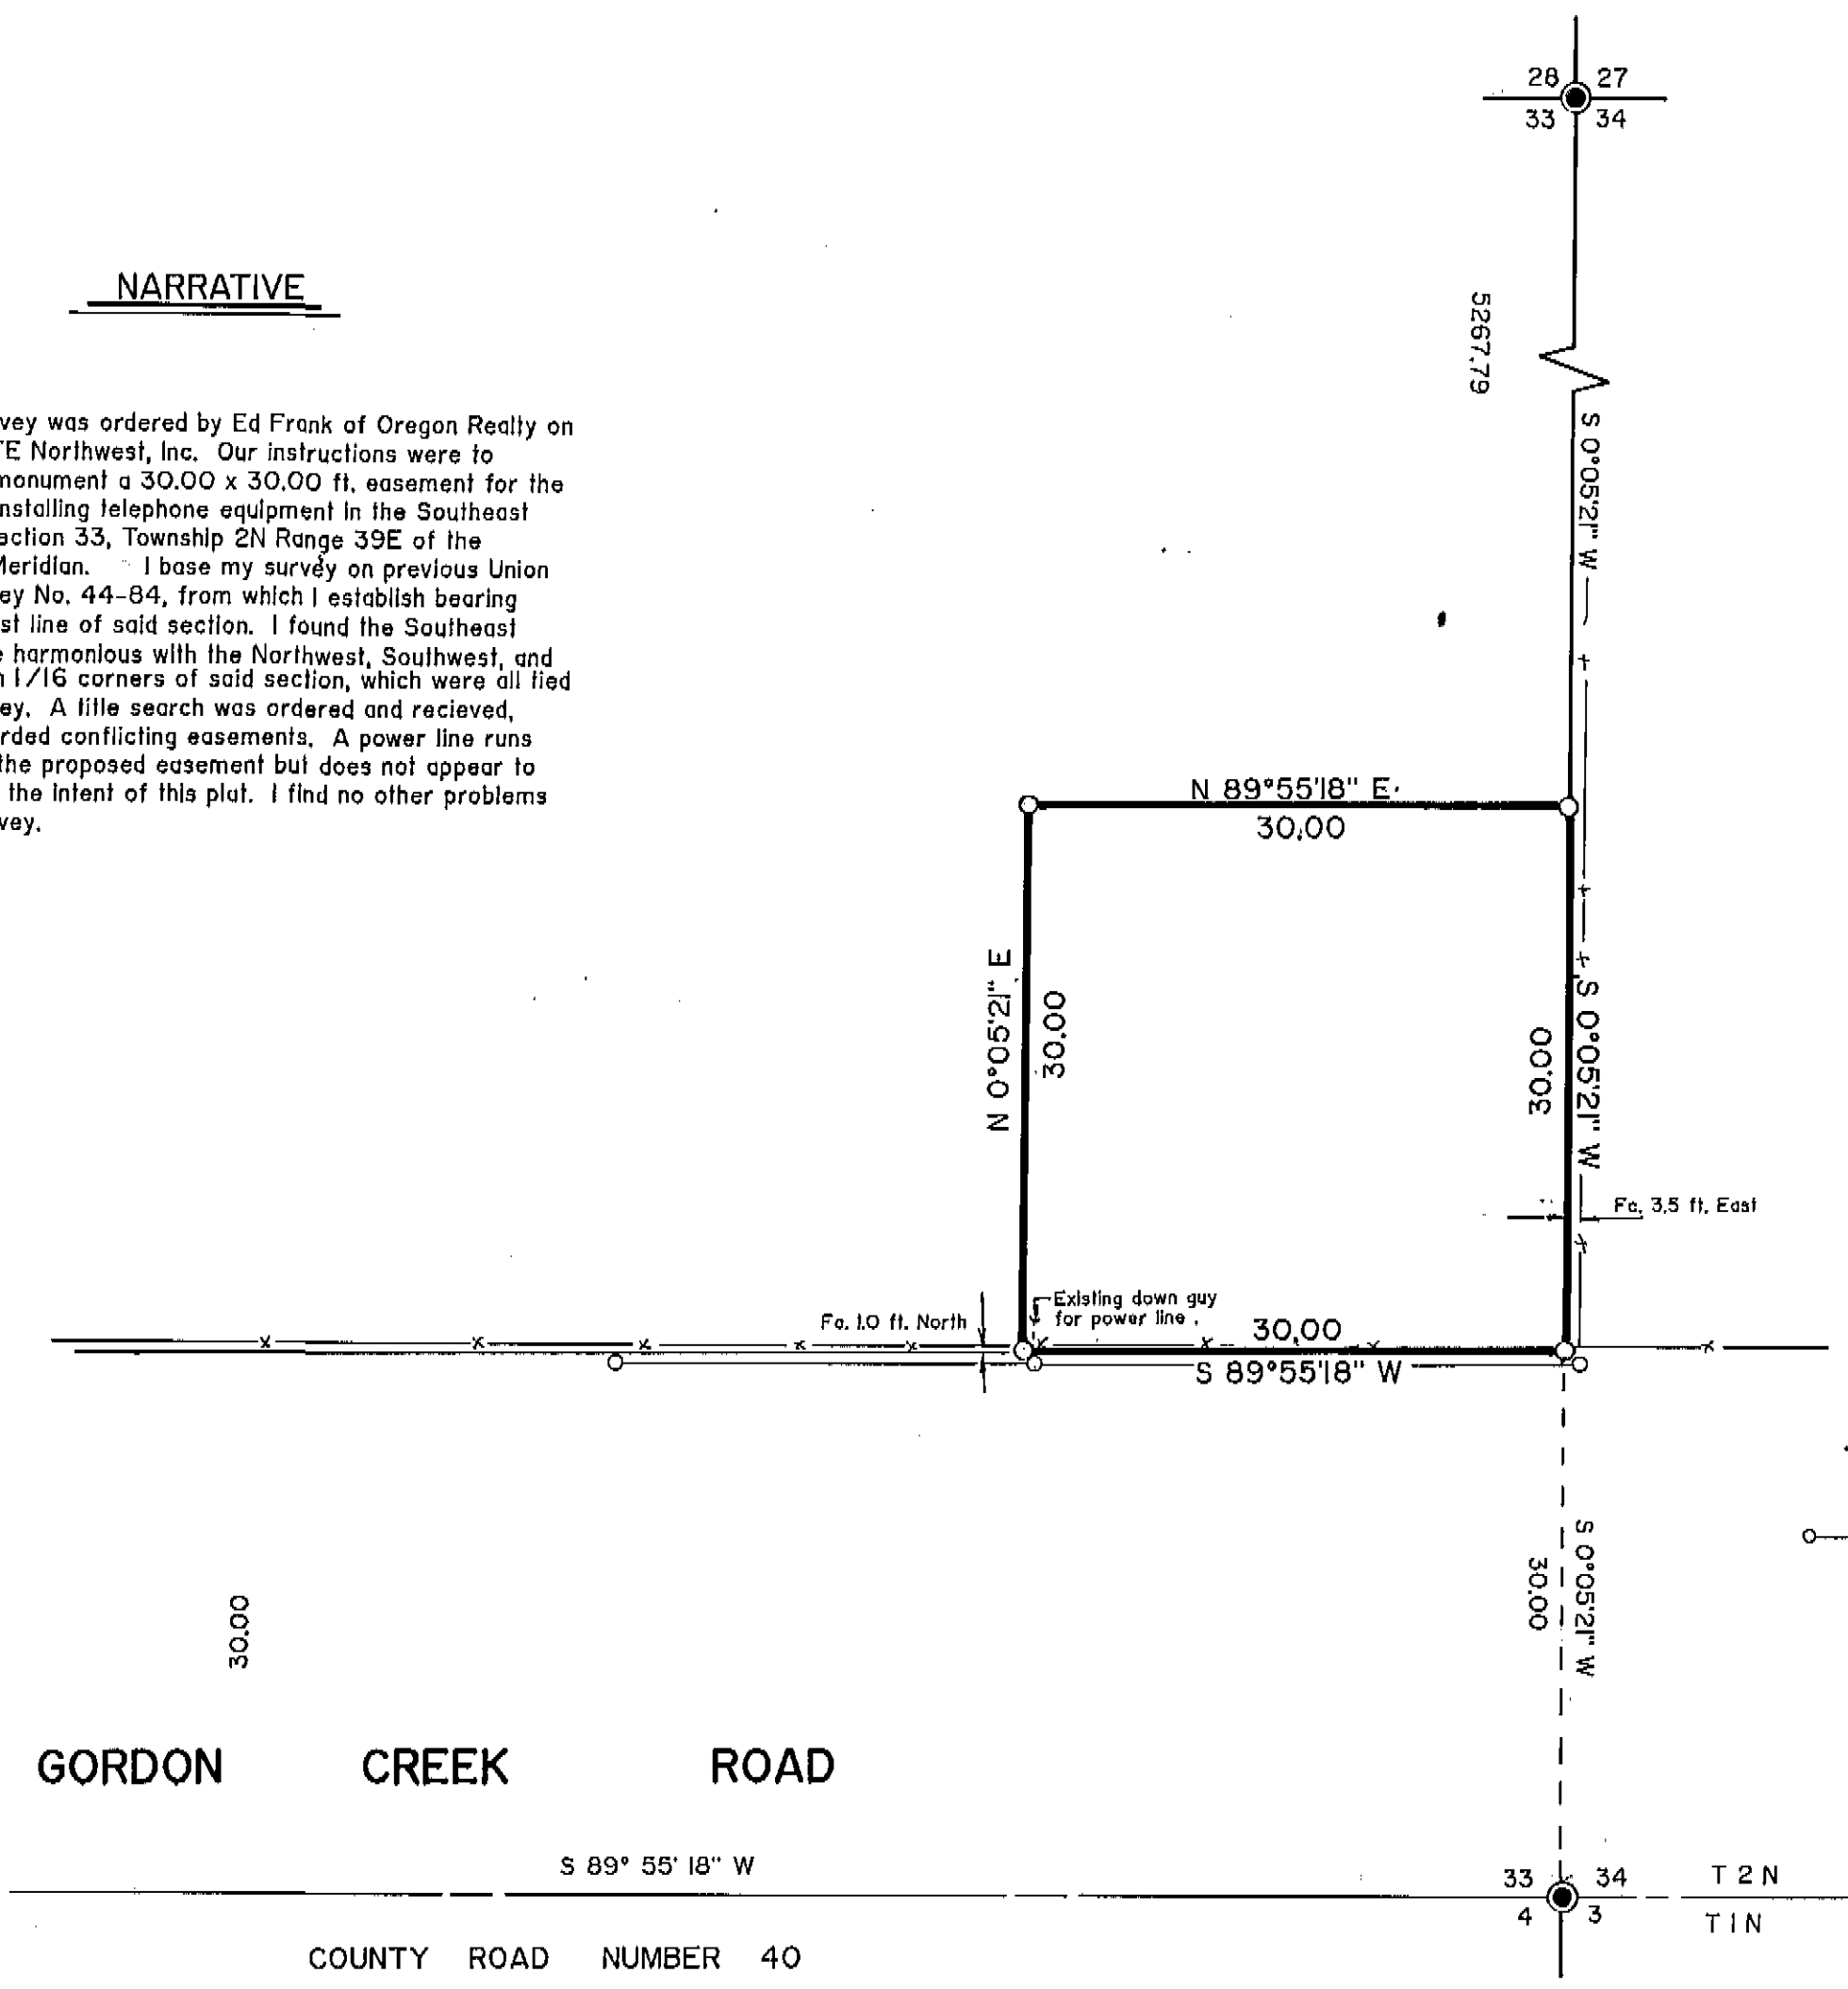 28 27
33 34
NARRATIVE
5267.79
S 0°05'21" W
vey was ordered by Ed Frank of Oregon Realty on
TE Northwest, Inc. Our instructions were to
monument a 30.00 x 30.00 ft. easement for the
nstalling telephone equipment in the Southeast
ection 33, Township 2N Range 39E of the
Meridian. I base my survey on previous Union
ey No. 44-84, from which I establish bearing
st line of said section. I found the Southeast
e harmonious with the Northwest, Southwest, and
n 1/16 corners of said section, which were all tied
ey. A title search was ordered and recieved,
rded conflicting easements. A power line runs
the proposed easement but does not appear to
the intent of this plat. I find no other problems
vey.
N 89°55'18" E
30.00
N 0°05'21" E
30.00
30.00
S 0°05'21" W
Fc. 3.5 ft. East
Existing down guy
for power line
Fc. 1.0 ft. North
30.00
S 89°55'18" W
30.00
S 0°05'21" W
30.00
GORDON CREEK ROAD
S 89° 55' 18" W
33 34
4 3
T 2 N
T 1 N
COUNTY ROAD NUMBER 40